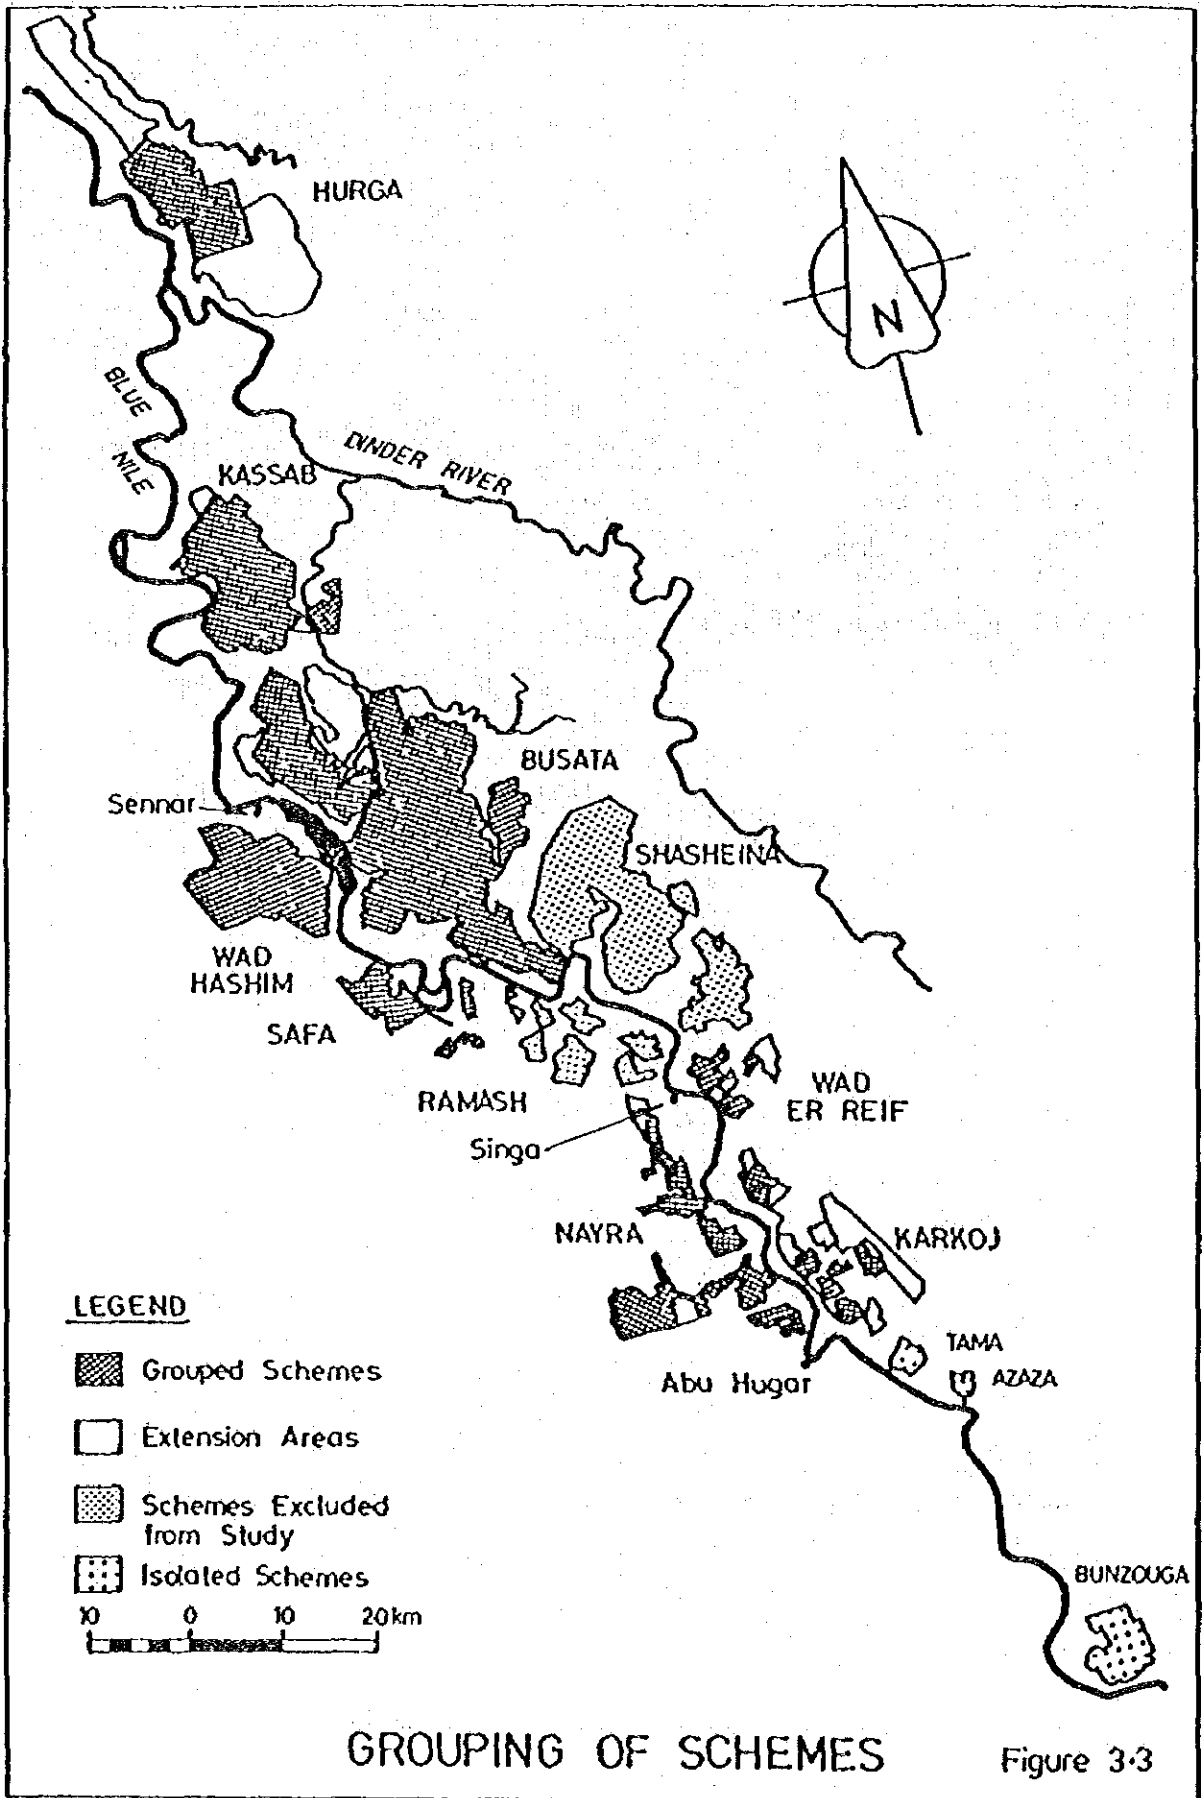 HURGA
N
BLUE
NILE
DINDER RIVER
KASSAB
BUSATA
Sennar
SHASHEINA
WAD
HASHIM
SAFA
WAD
ER REIF
RAMASH
Singa
NAYRA
KARKOJ
TAMA
AZAZA
Abu Hugar
BUNZOUGA
LEGEND
Grouped Schemes
Extension Areas
Schemes Excluded
from Study
Isolated Schemes
10 0 10 20km
GROUPING OF SCHEMES
Figure 3·3